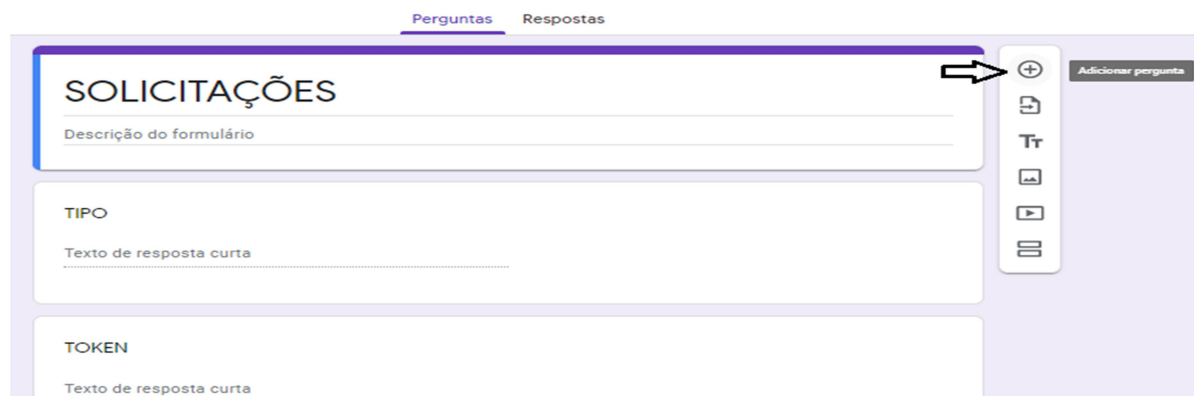 Perguntas Respostas
SOLICITAÇÕES
Adicionar pergunta
Descrição do formulário
TIPO
Texto de resposta curta
TOKEN
Texto de resposta curta